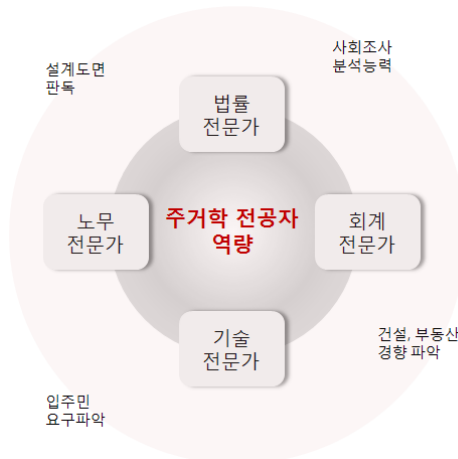 사회조사
분석능력
설계도면
판독
법률
전문가
노무
전문가
주거학 전공자
역량
회계
전문가
기술
전문가
건설, 부동산
경향 파악
입주민
요구파악